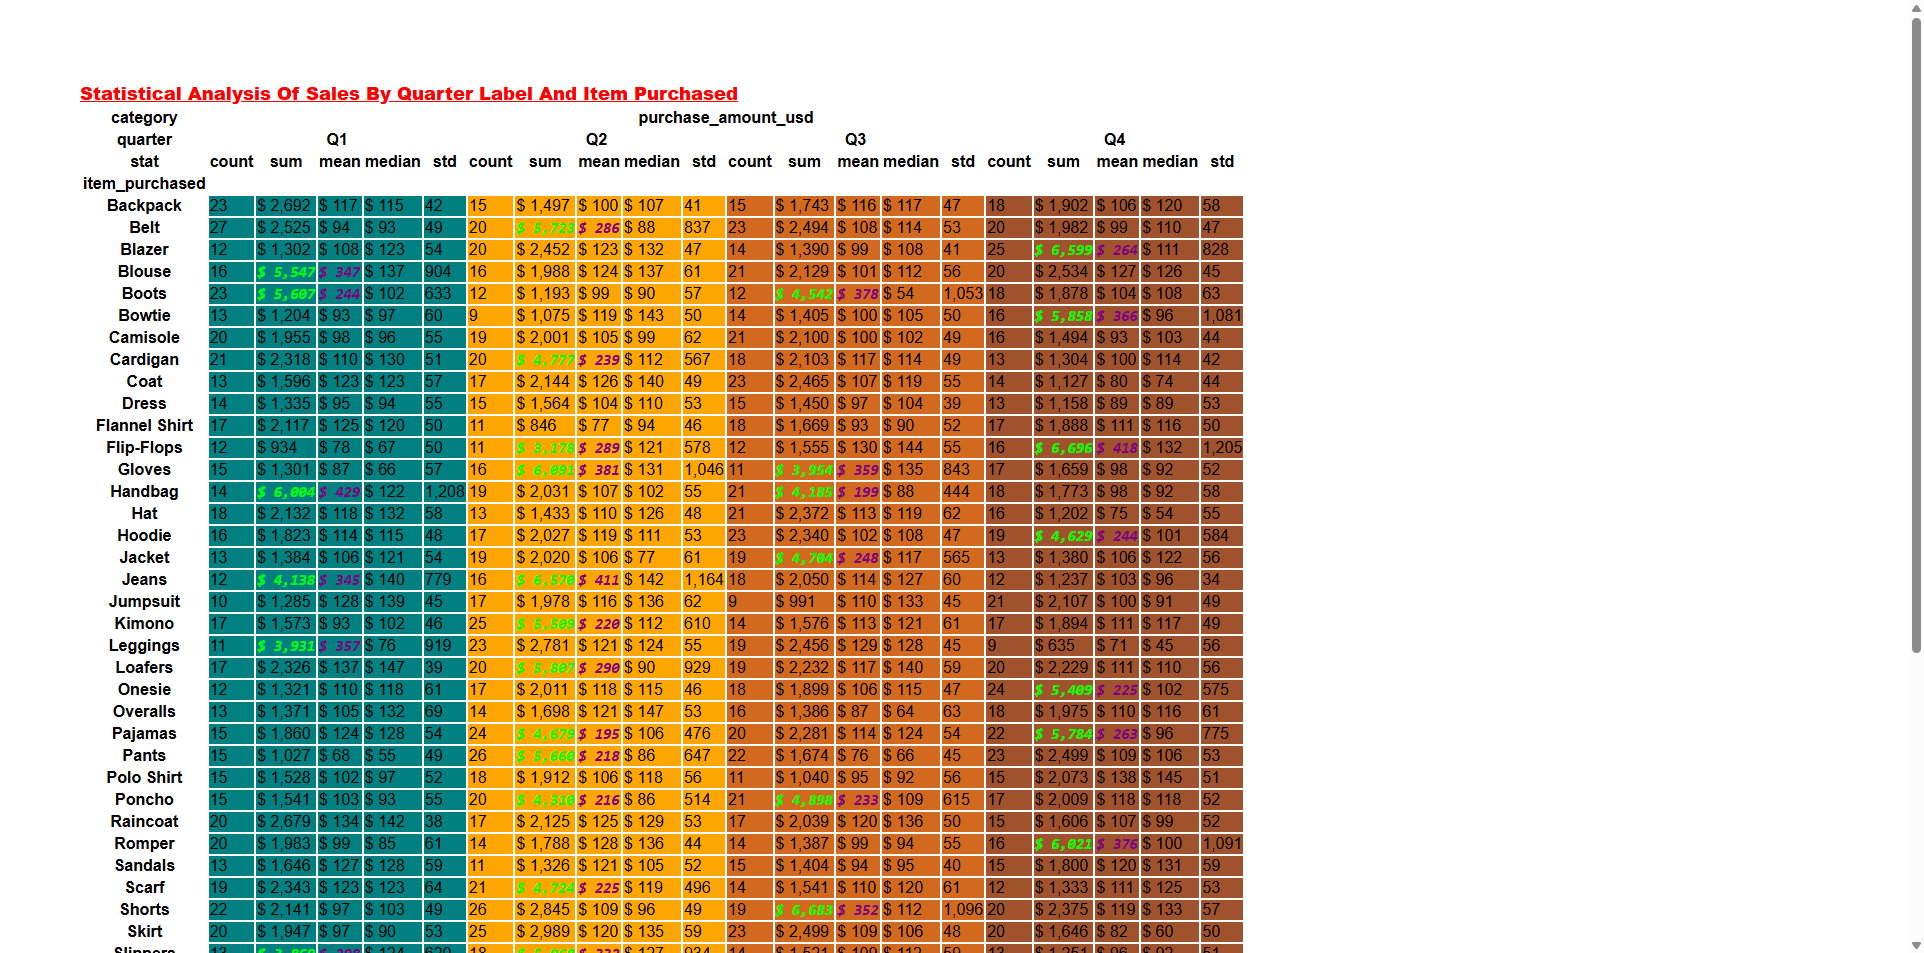 Statistical Analysis Of Sales By Quarter Label And Item Purchased
category purchase_amount_usd
quarter Q1 Q2 Q3 Q4
stat count sum mean median std count sum mean median std count sum mean median std count sum mean median std
item_purchased
Backpack 23 $ 2,692 $ 117 $ 115 42 15 $ 1,497 $ 100 $ 107 41 15 $ 1,743 $ 116 $ 117 47 18 $ 1,902 $ 106 $ 120 58
Belt 27 $ 2,525 $ 94 $ 93 49 20 $ 5,723 $ 286 $ 88 837 23 $ 2,494 $ 108 $ 114 53 20 $ 1,982 $ 99 $ 110 47
Blazer 12 $ 1,302 $ 108 $ 123 54 20 $ 2,452 $ 123 $ 132 47 14 $ 1,390 $ 99 $ 108 41 25 $ 6,599 $ 264 $ 111 828
Blouse 16 $ 5,547 $ 347 $ 137 904 16 $ 1,988 $ 124 $ 137 61 21 $ 2,129 $ 101 $ 112 56 20 $ 2,534 $ 127 $ 126 45
Boots 23 $ 5,607 $ 244 $ 102 633 12 $ 1,193 $ 99 $ 90 57 12 $ 4,542 $ 378 $ 54 1,053 18 $ 1,878 $ 104 $ 108 63
Bowtie 13 $ 1,204 $ 93 $ 97 60 9 $ 1,075 $ 119 $ 143 50 14 $ 1,405 $ 100 $ 105 50 16 $ 5,858 $ 366 $ 96 1,081
Camisole 20 $ 1,955 $ 98 $ 96 55 19 $ 2,001 $ 105 $ 99 62 21 $ 2,100 $ 100 $ 102 49 16 $ 1,494 $ 93 $ 103 44
Cardigan 21 $ 2,318 $ 110 $ 130 51 20 $ 4,777 $ 239 $ 112 567 18 $ 2,103 $ 117 $ 114 49 13 $ 1,304 $ 100 $ 114 42
Coat 13 $ 1,596 $ 123 $ 123 57 17 $ 2,144 $ 126 $ 140 49 23 $ 2,465 $ 107 $ 119 55 14 $ 1,127 $ 80 $ 74 44
Dress 14 $ 1,335 $ 95 $ 94 55 15 $ 1,564 $ 104 $ 110 53 15 $ 1,450 $ 97 $ 104 39 13 $ 1,158 $ 89 $ 89 53
Flannel Shirt 17 $ 2,117 $ 125 $ 120 50 11 $ 846 $ 77 $ 94 46 18 $ 1,669 $ 93 $ 90 52 17 $ 1,888 $ 111 $ 116 50
Flip-Flops 12 $ 934 $ 78 $ 67 50 11 $ 3,178 $ 289 $ 121 578 12 $ 1,555 $ 130 $ 144 55 16 $ 6,696 $ 418 $ 132 1,205
Gloves 15 $ 1,301 $ 87 $ 66 57 16 $ 6,091 $ 381 $ 131 1,046 11 $ 3,954 $ 359 $ 135 843 17 $ 1,659 $ 98 $ 92 52
Handbag 14 $ 6,004 $ 429 $ 122 1,208 19 $ 2,031 $ 107 $ 102 55 21 $ 4,185 $ 199 $ 88 444 18 $ 1,773 $ 98 $ 92 58
Hat 18 $ 2,132 $ 118 $ 132 58 13 $ 1,433 $ 110 $ 126 48 21 $ 2,372 $ 113 $ 119 62 16 $ 1,202 $ 75 $ 54 55
Hoodie 16 $ 1,823 $ 114 $ 115 48 17 $ 2,027 $ 119 $ 111 53 23 $ 2,340 $ 102 $ 108 47 19 $ 4,629 $ 244 $ 101 584
Jacket 13 $ 1,384 $ 106 $ 121 54 19 $ 2,020 $ 106 $ 77 61 19 $ 4,704 $ 248 $ 117 565 13 $ 1,380 $ 106 $ 122 56
Jeans 12 $ 4,138 $ 345 $ 140 779 16 $ 6,570 $ 411 $ 142 1,164 18 $ 2,050 $ 114 $ 127 60 12 $ 1,237 $ 103 $ 96 34
Jumpsuit 10 $ 1,285 $ 128 $ 139 45 17 $ 1,978 $ 116 $ 136 62 9 $ 991 $ 110 $ 133 45 21 $ 2,107 $ 100 $ 91 49
Kimono 17 $ 1,573 $ 93 $ 102 46 25 $ 5,509 $ 220 $ 112 610 14 $ 1,576 $ 113 $ 121 61 17 $ 1,894 $ 111 $ 117 49
Leggings 11 $ 3,931 $ 357 $ 76 919 23 $ 2,781 $ 121 $ 124 55 19 $ 2,456 $ 129 $ 128 45 9 $ 635 $ 71 $ 45 56
Loafers 17 $ 2,326 $ 137 $ 147 39 20 $ 5,807 $ 290 $ 90 929 19 $ 2,232 $ 117 $ 140 59 20 $ 2,229 $ 111 $ 110 56
Onesie 12 $ 1,321 $ 110 $ 118 61 17 $ 2,011 $ 118 $ 115 46 18 $ 1,899 $ 106 $ 115 47 24 $ 5,409 $ 225 $ 102 575
Overalls 13 $ 1,371 $ 105 $ 132 69 14 $ 1,698 $ 121 $ 147 53 16 $ 1,386 $ 87 $ 64 63 18 $ 1,975 $ 110 $ 116 61
Pajamas 15 $ 1,860 $ 124 $ 128 54 24 $ 4,679 $ 195 $ 106 476 20 $ 2,281 $ 114 $ 124 54 22 $ 5,784 $ 263 $ 96 775
Pants 15 $ 1,027 $ 68 $ 55 49 26 $ 5,660 $ 218 $ 86 647 22 $ 1,674 $ 76 $ 66 45 23 $ 2,499 $ 109 $ 106 53
Polo Shirt 15 $ 1,528 $ 102 $ 97 52 18 $ 1,912 $ 106 $ 118 56 11 $ 1,040 $ 95 $ 92 56 15 $ 2,073 $ 138 $ 145 51
Poncho 15 $ 1,541 $ 103 $ 93 55 20 $ 4,310 $ 216 $ 86 514 21 $ 4,898 $ 233 $ 109 615 17 $ 2,009 $ 118 $ 118 52
Raincoat 20 $ 2,679 $ 134 $ 142 38 17 $ 2,125 $ 125 $ 129 53 17 $ 2,039 $ 120 $ 136 50 15 $ 1,606 $ 107 $ 99 52
Romper 20 $ 1,983 $ 99 $ 85 61 14 $ 1,788 $ 128 $ 136 44 14 $ 1,387 $ 99 $ 94 55 16 $ 6,021 $ 376 $ 100 1,091
Sandals 13 $ 1,646 $ 127 $ 128 59 11 $ 1,326 $ 121 $ 105 52 15 $ 1,404 $ 94 $ 95 40 15 $ 1,800 $ 120 $ 131 59
Scarf 19 $ 2,343 $ 123 $ 123 64 21 $ 4,724 $ 225 $ 119 496 14 $ 1,541 $ 110 $ 120 61 12 $ 1,333 $ 111 $ 125 53
Shorts 22 $ 2,141 $ 97 $ 103 49 26 $ 2,845 $ 109 $ 96 49 19 $ 6,683 $ 352 $ 112 1,096 20 $ 2,375 $ 119 $ 133 57
Skirt 20 $ 1,947 $ 97 $ 90 53 25 $ 2,989 $ 120 $ 135 59 23 $ 2,499 $ 109 $ 106 48 20 $ 1,646 $ 82 $ 60 50
Slippers